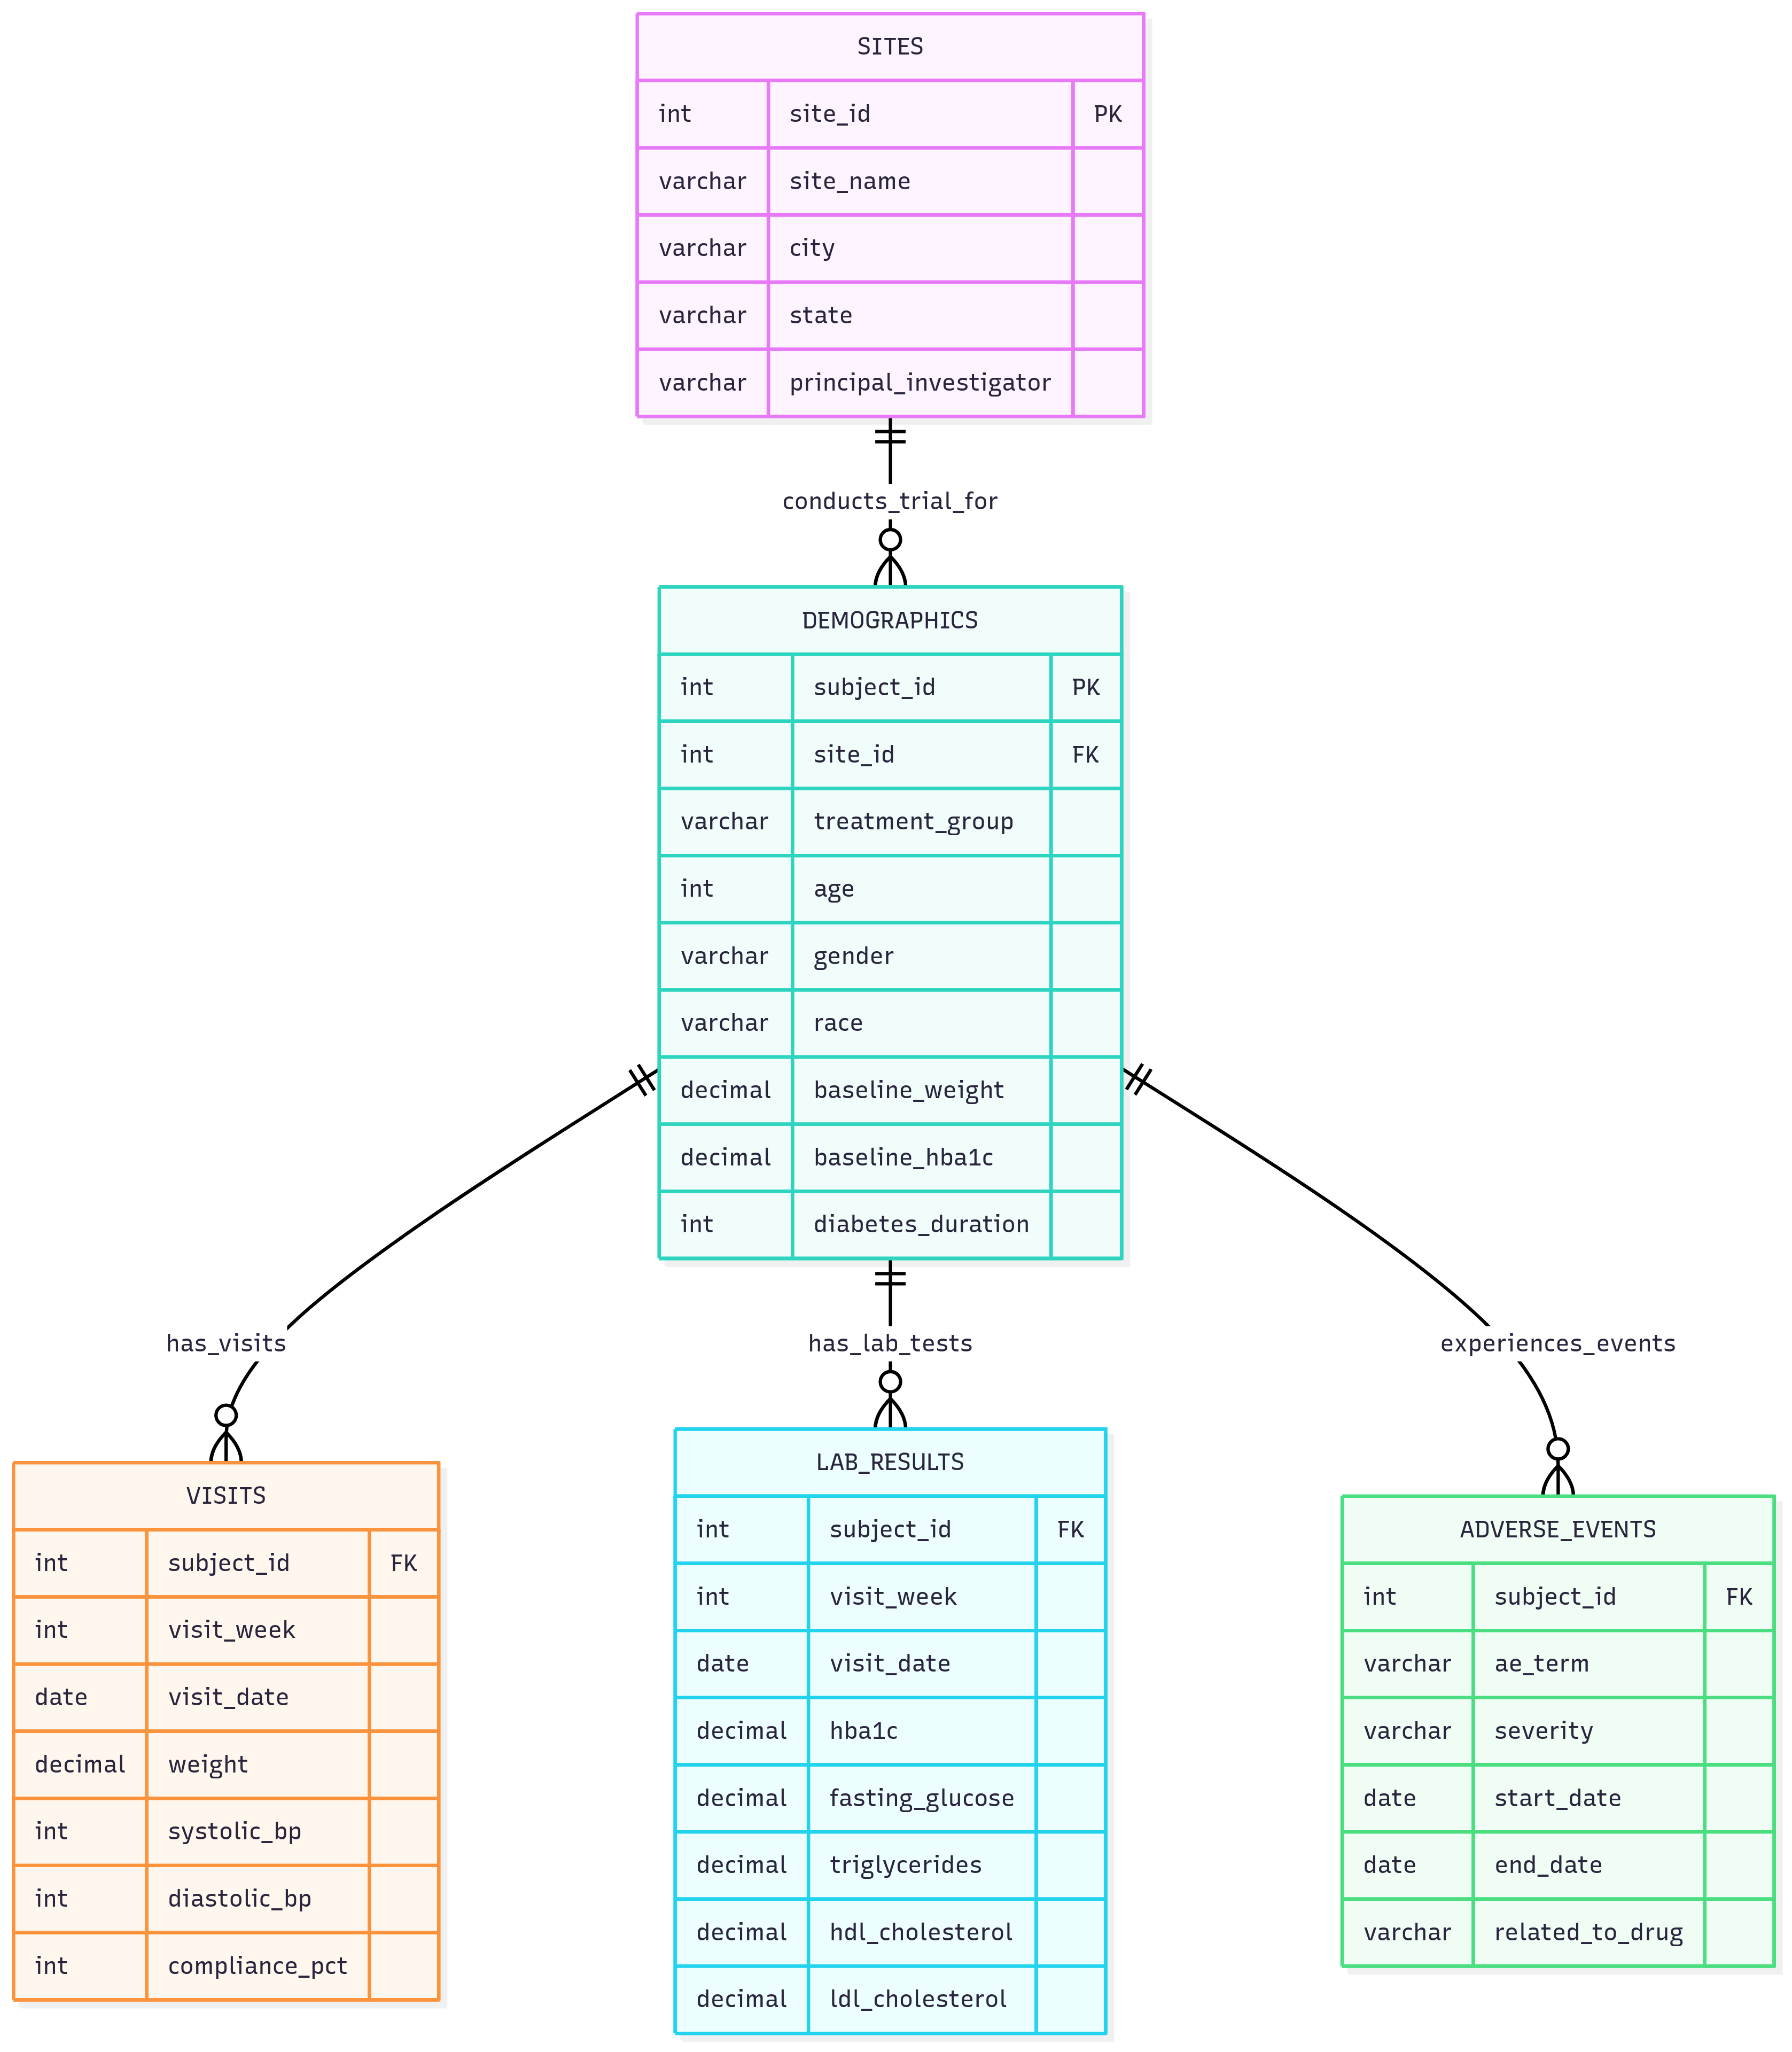 SITES
int site_id PK
varchar site_name
varchar city
varchar state
varchar principal_investigator
conducts_trial_for
DEMOGRAPHICS
int subject_id PK
int site_id FK
varchar treatment_group
int age
varchar gender
varchar race
decimal baseline_weight
decimal baseline_hba1c
int diabetes_duration
has_visits
has_lab_tests
experiences_events
VISITS
int subject_id FK
int visit_week
date visit_date
decimal weight
int systolic_bp
int diastolic_bp
int compliance_pct
LAB_RESULTS
int subject_id FK
int visit_week
date visit_date
decimal hba1c
decimal fasting_glucose
decimal triglycerides
decimal hdl_cholesterol
decimal ldl_cholesterol
ADVERSE_EVENTS
int subject_id FK
varchar ae_term
varchar severity
date start_date
date end_date
varchar related_to_drug